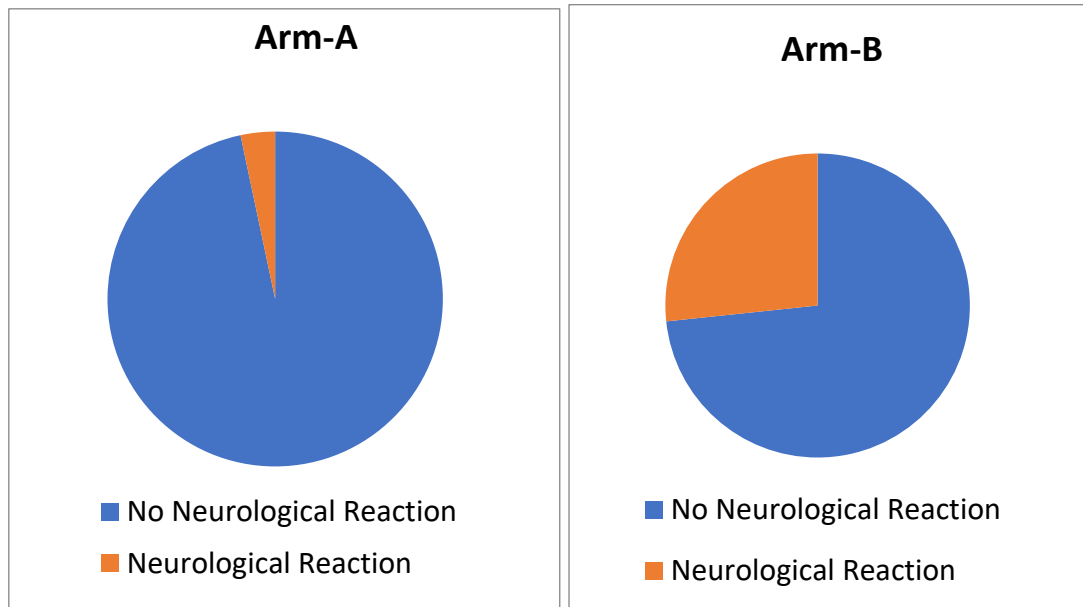 Arm-A
No Neurological Reaction
Neurological Reaction
Arm-B
No Neurological Reaction
Neurological Reaction